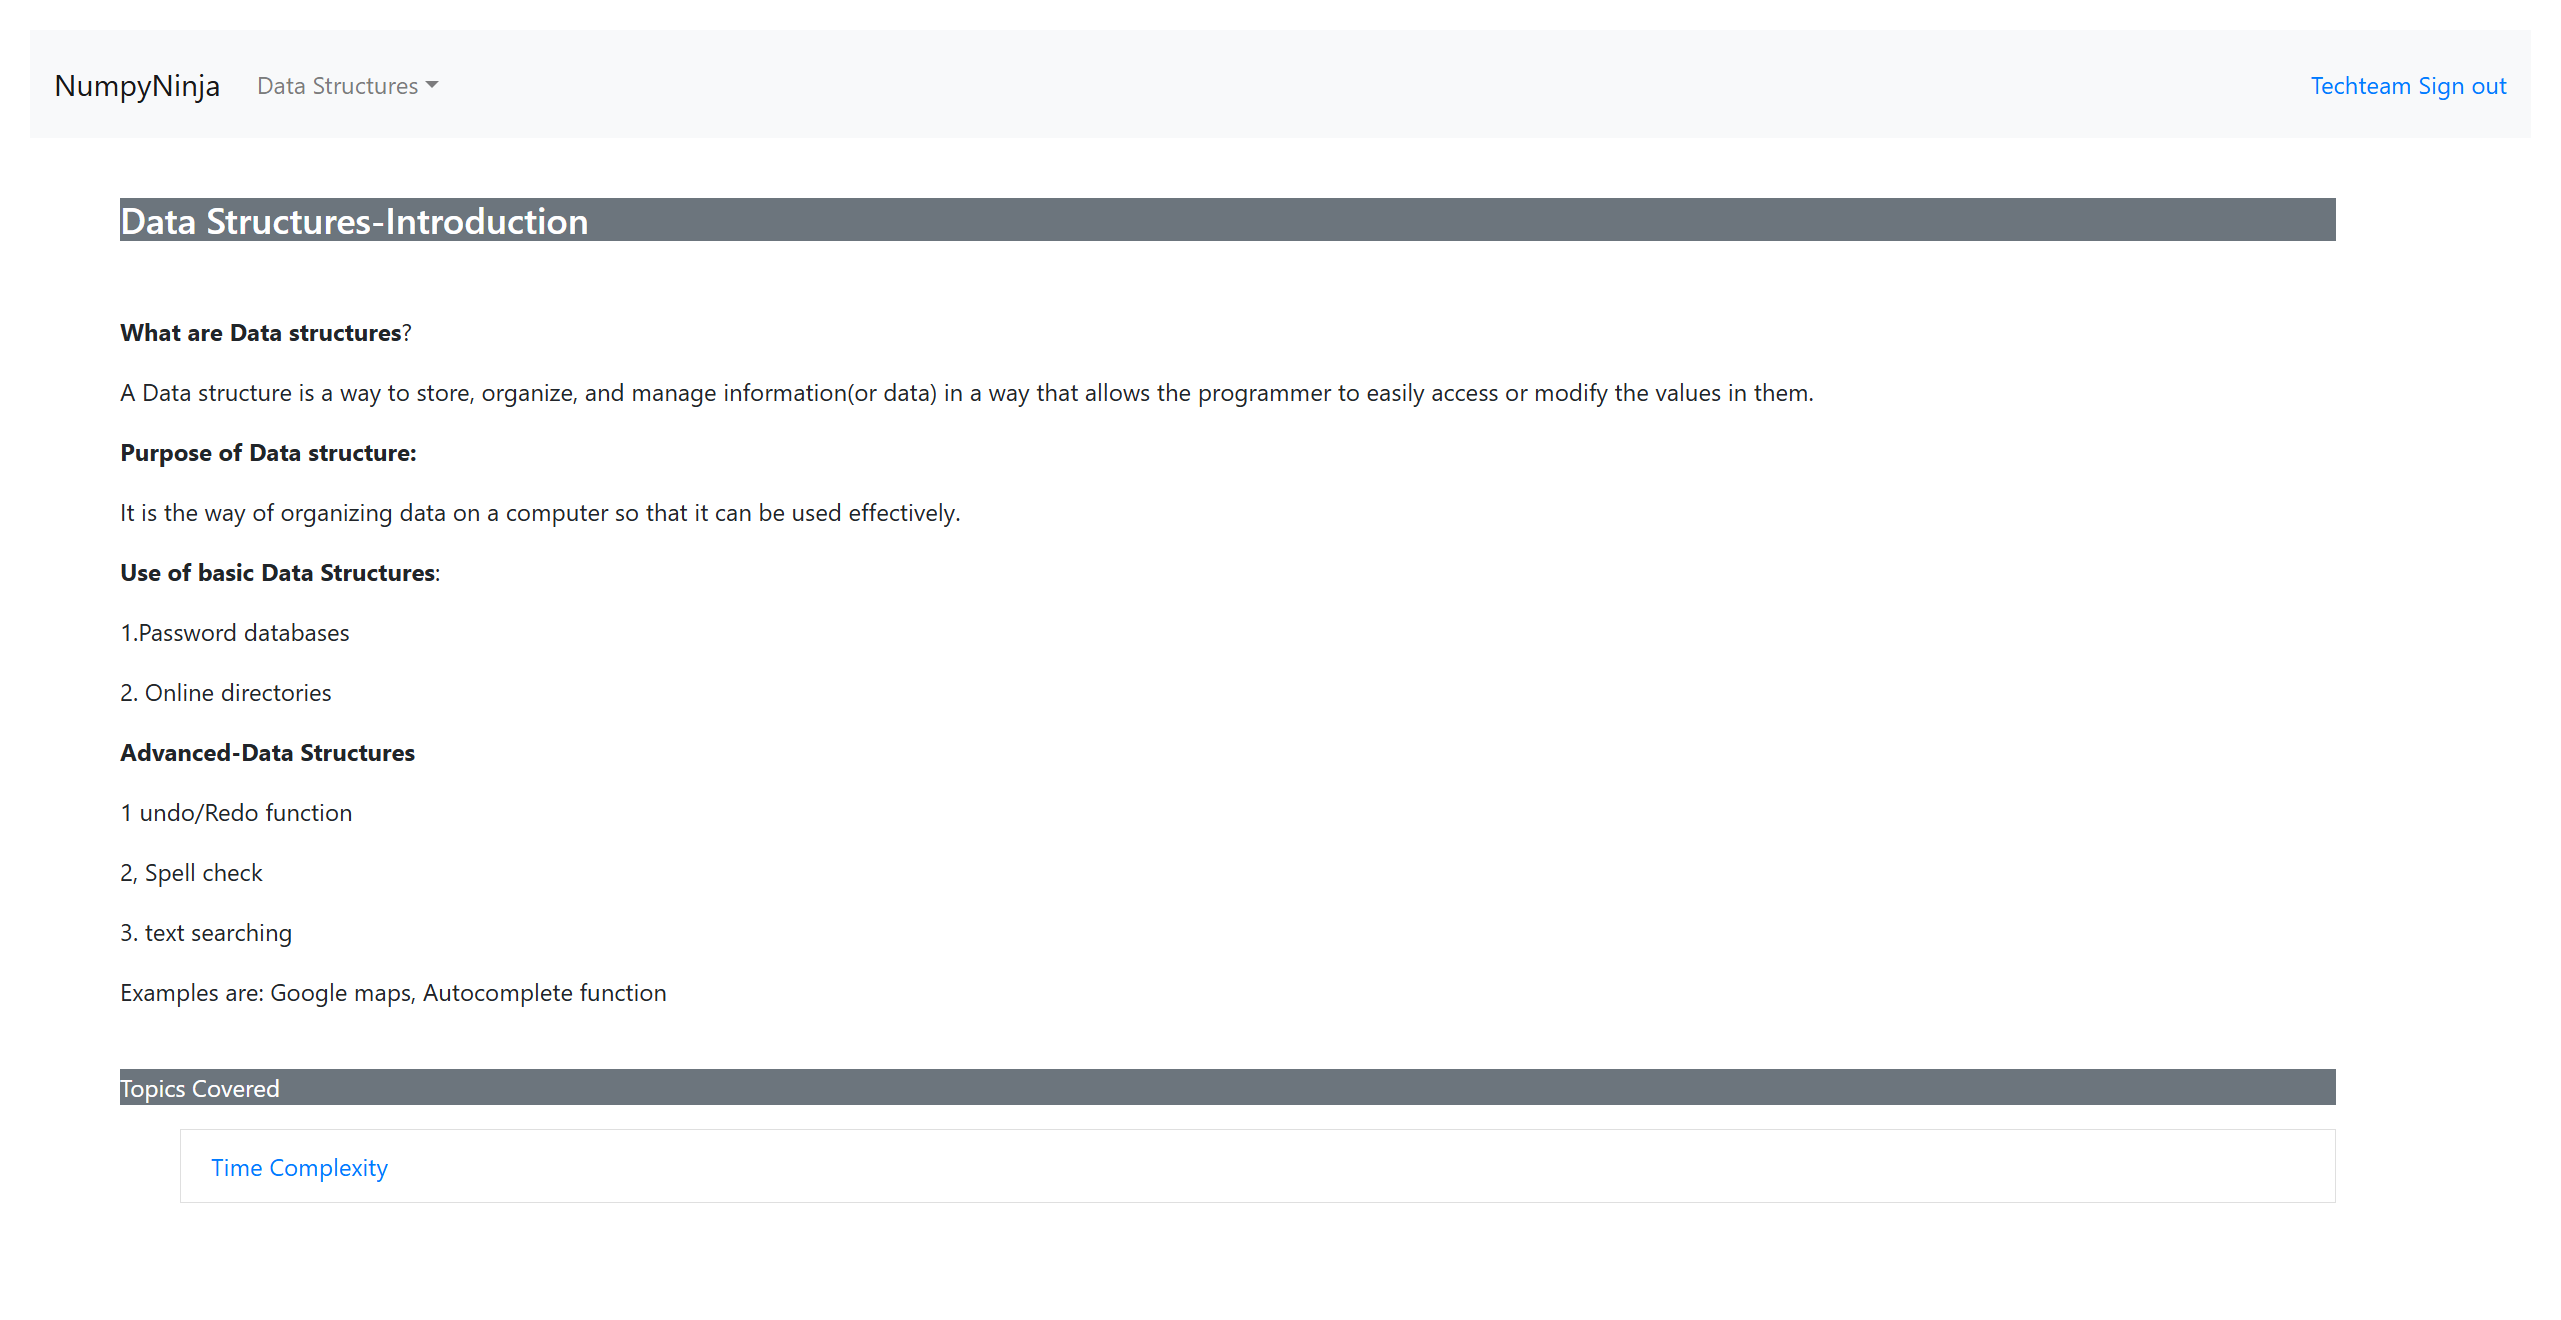 NumpyNinja Data Structures Techteam Sign out
Data Structures-Introduction
What are Data structures?
A Data structure is a way to store, organize, and manage information(or data) in a way that allows the programmer to easily access or modify the values in them.
Purpose of Data structure:
It is the way of organizing data on a computer so that it can be used effectively.
Use of basic Data Structures:
1.Password databases
2. Online directories
Advanced-Data Structures
1 undo/Redo function
2, Spell check
3. text searching
Examples are: Google maps, Autocomplete function
Topics Covered
Time Complexity